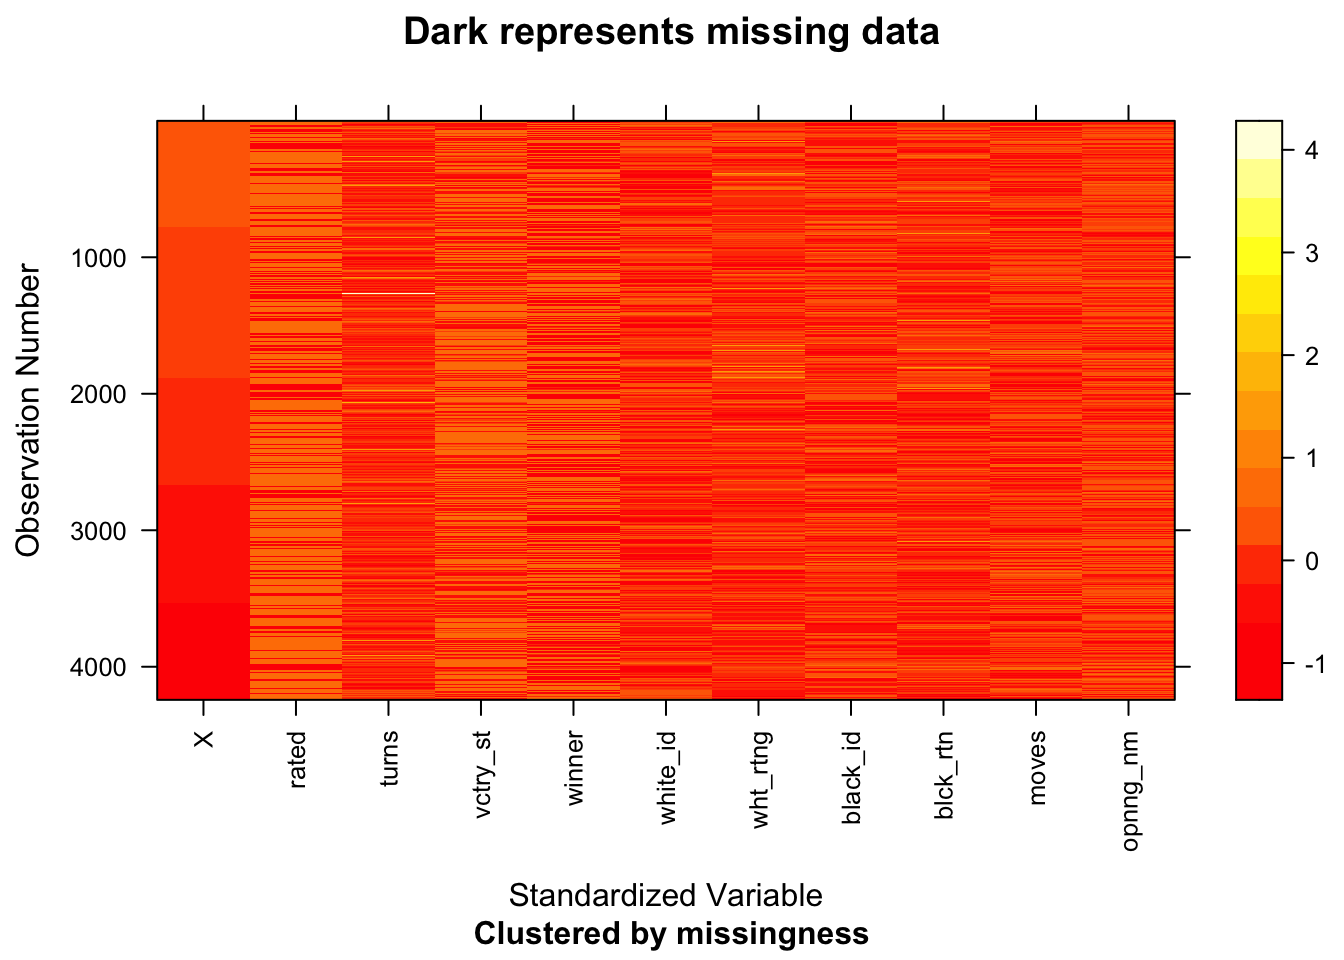 Dark represents missing data
Observation Number
1000
2000
3000
4000
4
3
2
1
0
-1
X
rated
turns
vctry_st
winner
white_id
wht_rtng
black_id
blck_rtn
moves
opnng_nm
Standardized Variable
Clustered by missingness